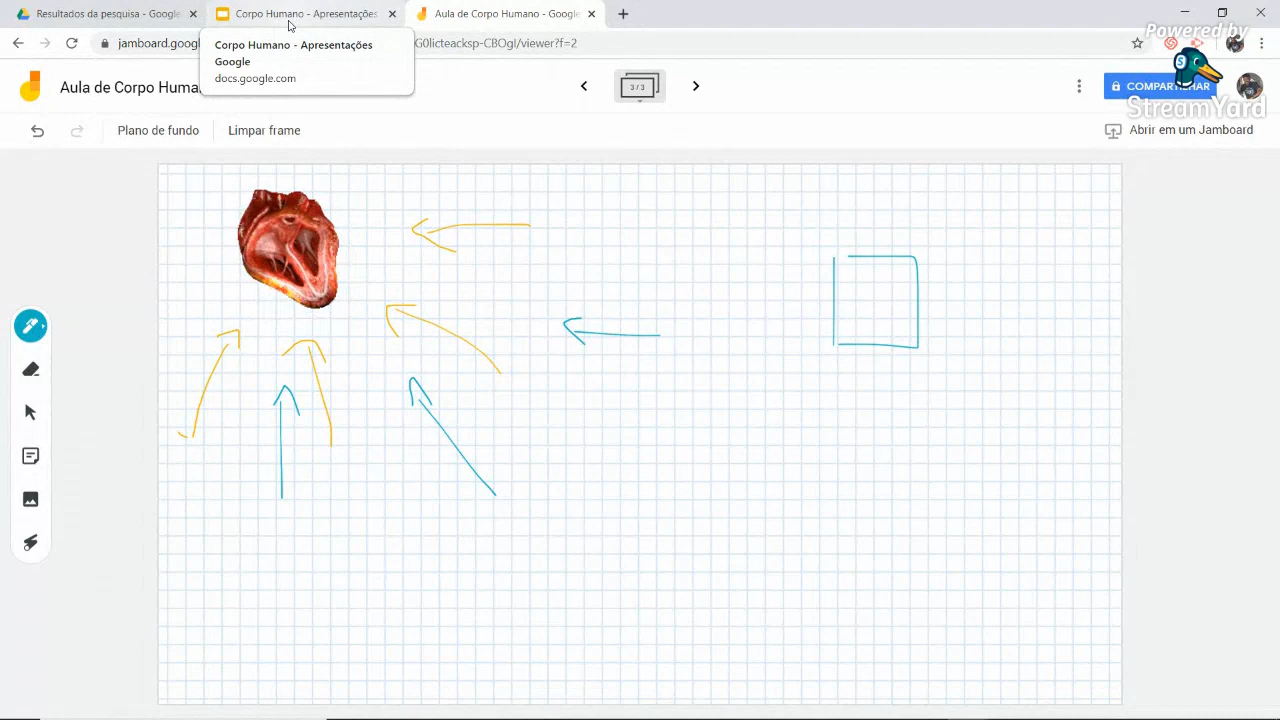 Resultados da pesquisa - Google
Corpo Humano - Apresentações
Aula de Corpo Humano - Google
Powered by
jamboard.goog
G0licteacksp-CBOgI/viewer?f=2
Corpo Humano - Apresentações
Google
docs.google.com
Aula de Corpo Huma
3 / 3
COMPARTILHAR
StreamYard
Plano de fundo
Limpar frame
Abrir em um Jamboard